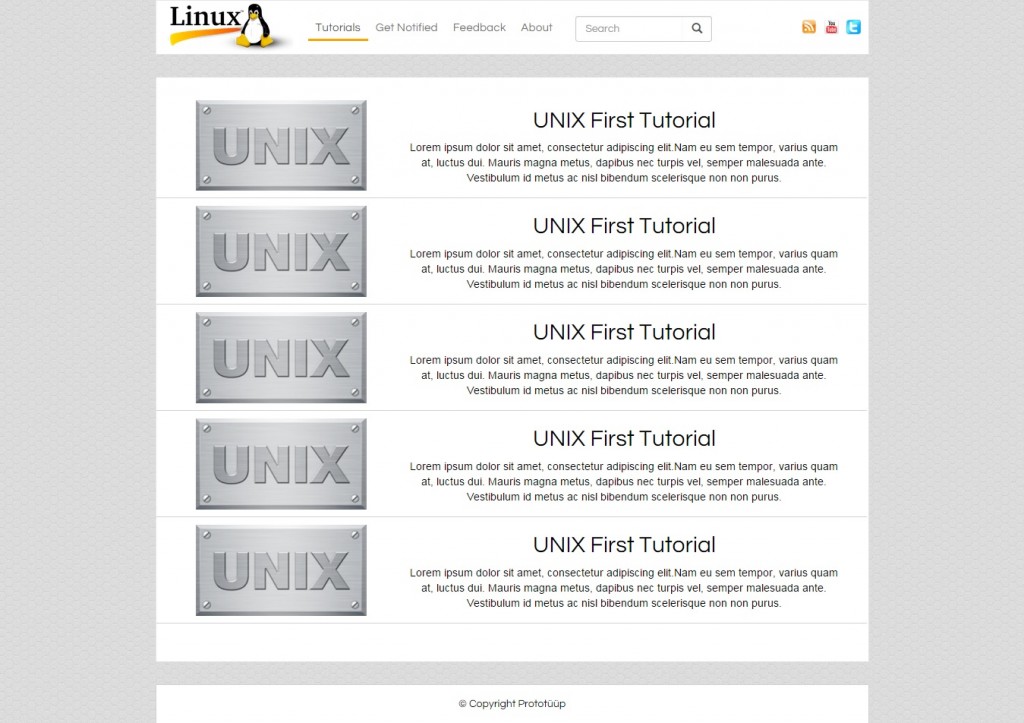 Linux
Tutorials Get Notified Feedback About Search
You
Tube
UNIX
UNIX First Tutorial
Lorem ipsum dolor sit amet, consectetur adipiscing elit.Nam eu sem tempor, varius quam
at, luctus dui. Mauris magna metus, dapibus nec turpis vel, semper malesuada ante.
Vestibulum id metus ac nisl bibendum scelerisque non non purus.
UNIX
UNIX First Tutorial
Lorem ipsum dolor sit amet, consectetur adipiscing elit.Nam eu sem tempor, varius quam
at, luctus dui. Mauris magna metus, dapibus nec turpis vel, semper malesuada ante.
Vestibulum id metus ac nisl bibendum scelerisque non non purus.
UNIX
UNIX First Tutorial
Lorem ipsum dolor sit amet, consectetur adipiscing elit.Nam eu sem tempor, varius quam
at, luctus dui. Mauris magna metus, dapibus nec turpis vel, semper malesuada ante.
Vestibulum id metus ac nisl bibendum scelerisque non non purus.
UNIX
UNIX First Tutorial
Lorem ipsum dolor sit amet, consectetur adipiscing elit.Nam eu sem tempor, varius quam
at, luctus dui. Mauris magna metus, dapibus nec turpis vel, semper malesuada ante.
Vestibulum id metus ac nisl bibendum scelerisque non non purus.
UNIX
UNIX First Tutorial
Lorem ipsum dolor sit amet, consectetur adipiscing elit.Nam eu sem tempor, varius quam
at, luctus dui. Mauris magna metus, dapibus nec turpis vel, semper malesuada ante.
Vestibulum id metus ac nisl bibendum scelerisque non non purus.
© Copyright Prototüüp